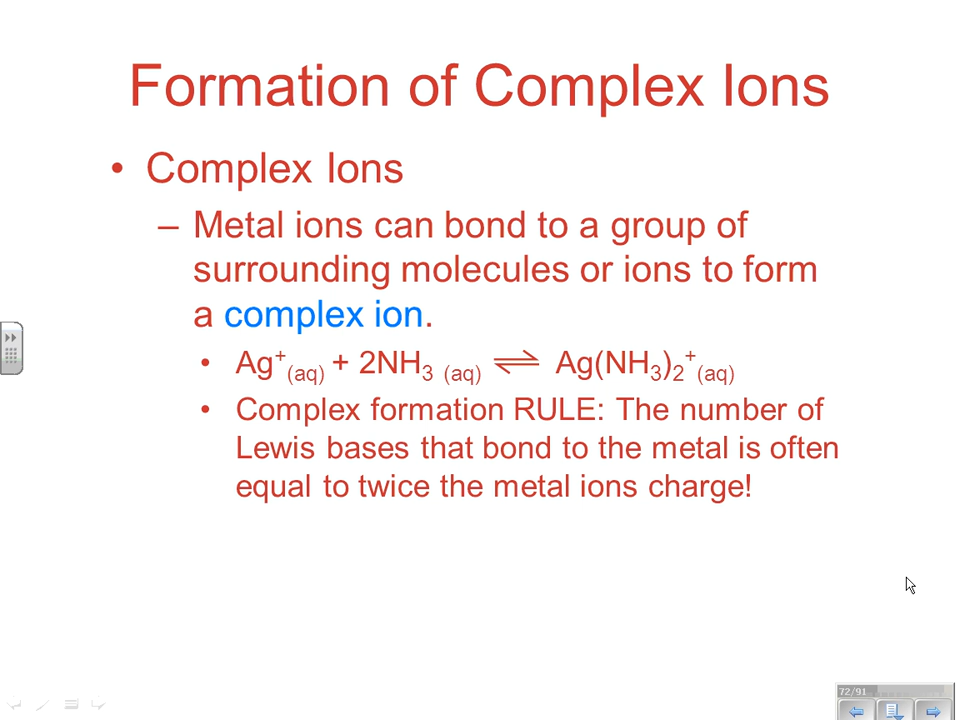 Formation of Complex Ions
• Complex Ions
– Metal ions can bond to a group of
surrounding molecules or ions to form
a complex ion.
• Ag⁺(aq) + 2NH₃ (aq) ⇌ Ag(NH₃)₂⁺(aq)
• Complex formation RULE: The number of
Lewis bases that bond to the metal is often
equal to twice the metal ions charge!
72/91